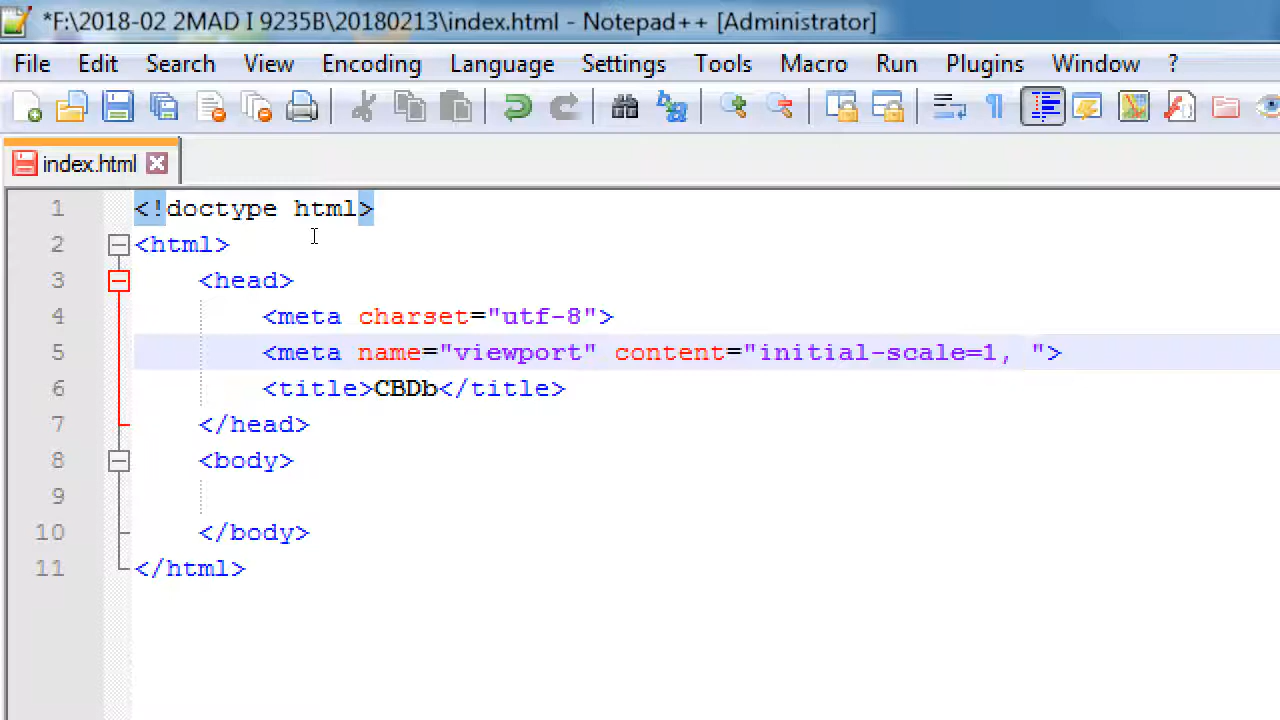 *F:\2018-02 2MAD I 9235B\20180213\index.html - Notepad++ [Administrator]
File Edit Search View Encoding Language Settings Tools Macro Run Plugins Window ?
index.html
1 <!doctype html>
2 <html>
3 <head>
4 <meta charset="utf-8">
5 <meta name="viewport" content="initial-scale=1, ">
6 <title>CBDb</title>
7 </head>
8 <body>
9
10 </body>
11 </html>